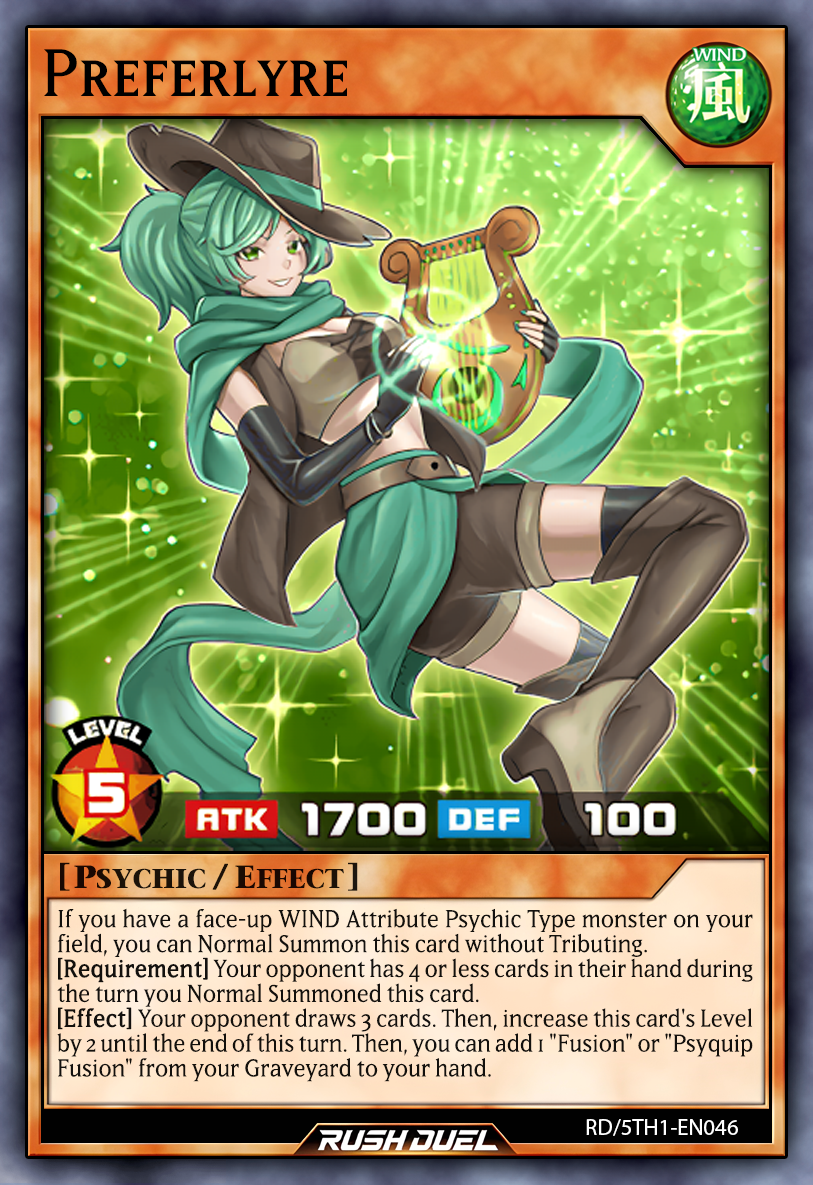 Preferlyre
WIND
風
LEVEL
5
ATK 1700 DEF 100
[Psychic / Effect]
If you have a face-up WIND Attribute Psychic Type monster on your
field, you can Normal Summon this card without Tributing.
[Requirement] Your opponent has 4 or less cards in their hand during
the turn you Normal Summoned this card.
[Effect] Your opponent draws 3 cards. Then, increase this card's Level
by 2 until the end of this turn. Then, you can add 1 "Fusion" or "Psyquip
Fusion" from your Graveyard to your hand.
RD/5TH1-EN046
RUSH DUEL